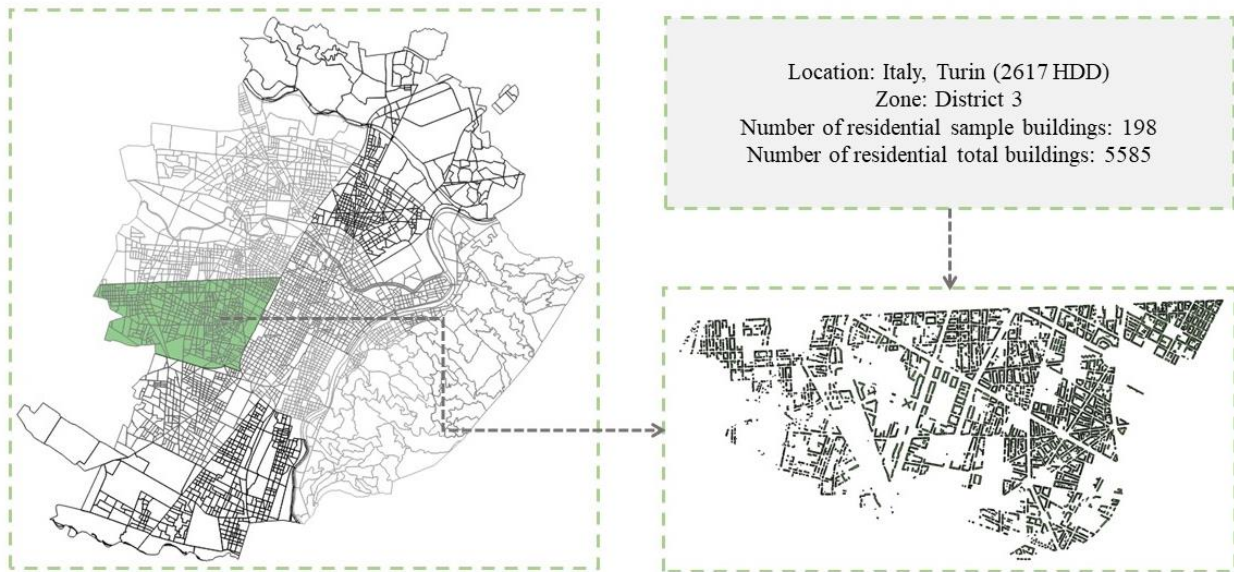 Location: Italy, Turin (2617 HDD)
Zone: District 3
Number of residential sample buildings: 198
Number of residential total buildings: 5585